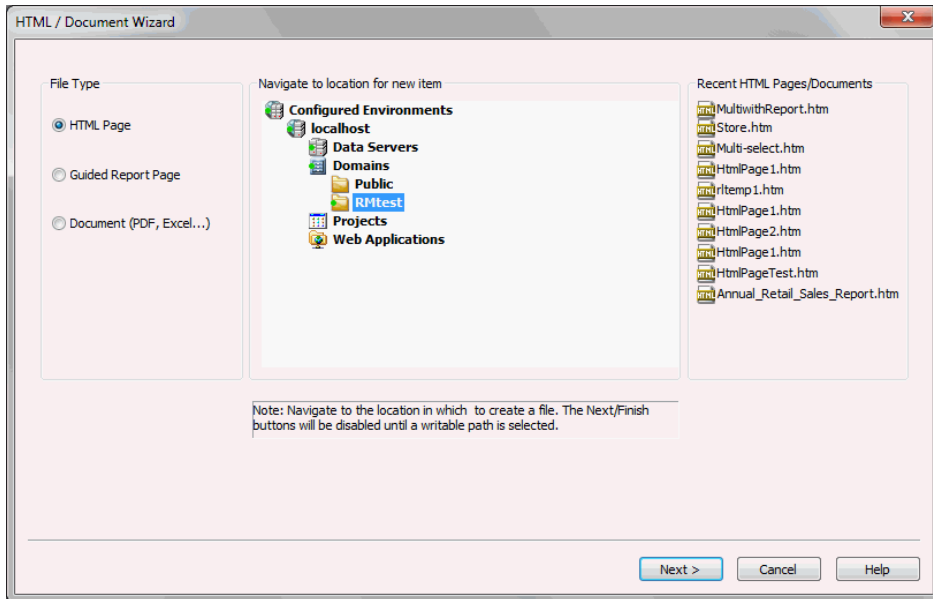 HTML / Document Wizard
File Type
HTML Page
Guided Report Page
Document (PDF, Excel...)
Navigate to location for new item
Configured Environments
localhost
Data Servers
Domains
Public
RMtest
Projects
Web Applications
Recent HTML Pages/Documents
MultiwithReport.htm
Store.htm
Multi-select.htm
HtmlPage1.htm
rltemp1.htm
HtmlPage1.htm
HtmlPage2.htm
HtmlPage1.htm
HtmlPageTest.htm
Annual_Retail_Sales_Report.htm
Note: Navigate to the location in which to create a file. The Next/Finish
buttons will be disabled until a writable path is selected.
Next >
Cancel
Help